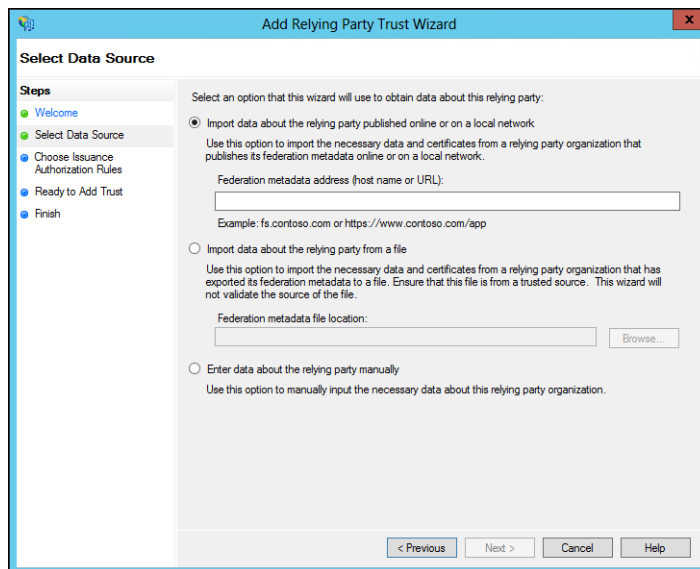 Add Relying Party Trust Wizard
x
Select Data Source
Steps
Welcome
Select Data Source
Choose Issuance
Authorization Rules
Ready to Add Trust
Finish
Select an option that this wizard will use to obtain data about this relying party:
Import data about the relying party published online or on a local network
Use this option to import the necessary data and certificates from a relying party organization that
publishes its federation metadata online or on a local network.
Federation metadata address (host name or URL):
Example: fs.contoso.com or https://www.contoso.com/app
Import data about the relying party from a file
Use this option to import the necessary data and certificates from a relying party organization that has
exported its federation metadata to a file. Ensure that this file is from a trusted source. This wizard will
not validate the source of the file.
Federation metadata file location:
Browse...
Enter data about the relying party manually
Use this option to manually input the necessary data about this relying party organization.
< Previous
Next >
Cancel
Help